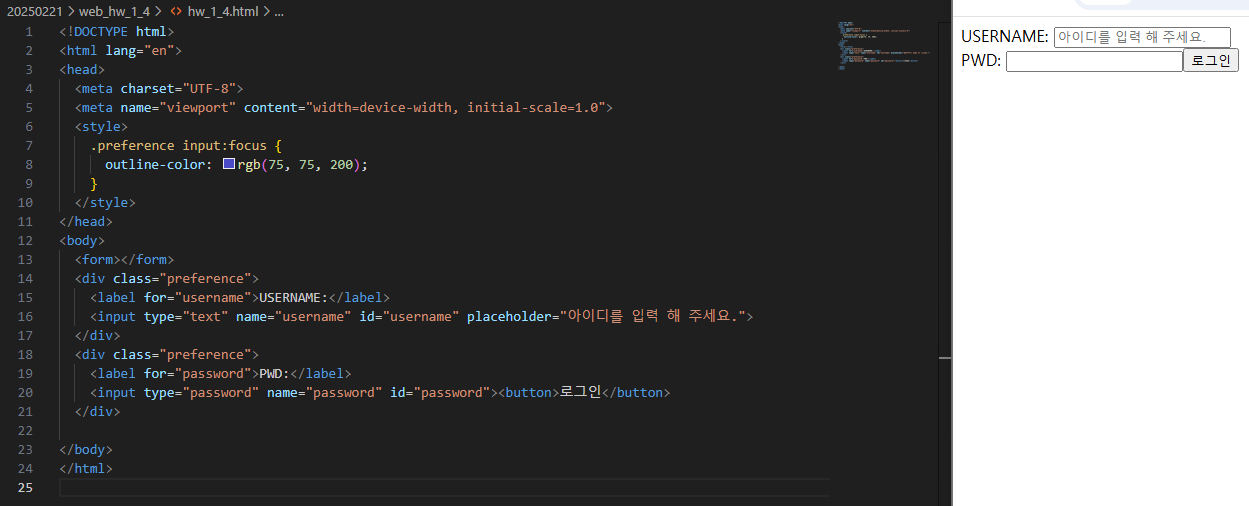 20250221 > web_hw_1_4 > <> hw_1_4.html > ...
1 <!DOCTYPE html>
2 <html lang="en">
3 <head>
4 <meta charset="UTF-8">
5 <meta name="viewport" content="width=device-width, initial-scale=1.0">
6 <style>
7 .preference input:focus {
8 outline-color: rgb(75, 75, 200);
9 }
10 </style>
11 </head>
12 <body>
13 <form></form>
14 <div class="preference">
15 <label for="username">USERNAME:</label>
16 <input type="text" name="username" id="username" placeholder="아이디를 입력 해 주세요.">
17 </div>
18 <div class="preference">
19 <label for="password">PWD:</label>
20 <input type="password" name="password" id="password"><button>로그인</button>
21 </div>
22
23 </body>
24 </html>
25
USERNAME: 아이디를 입력 해 주세요.
PWD: 로그인